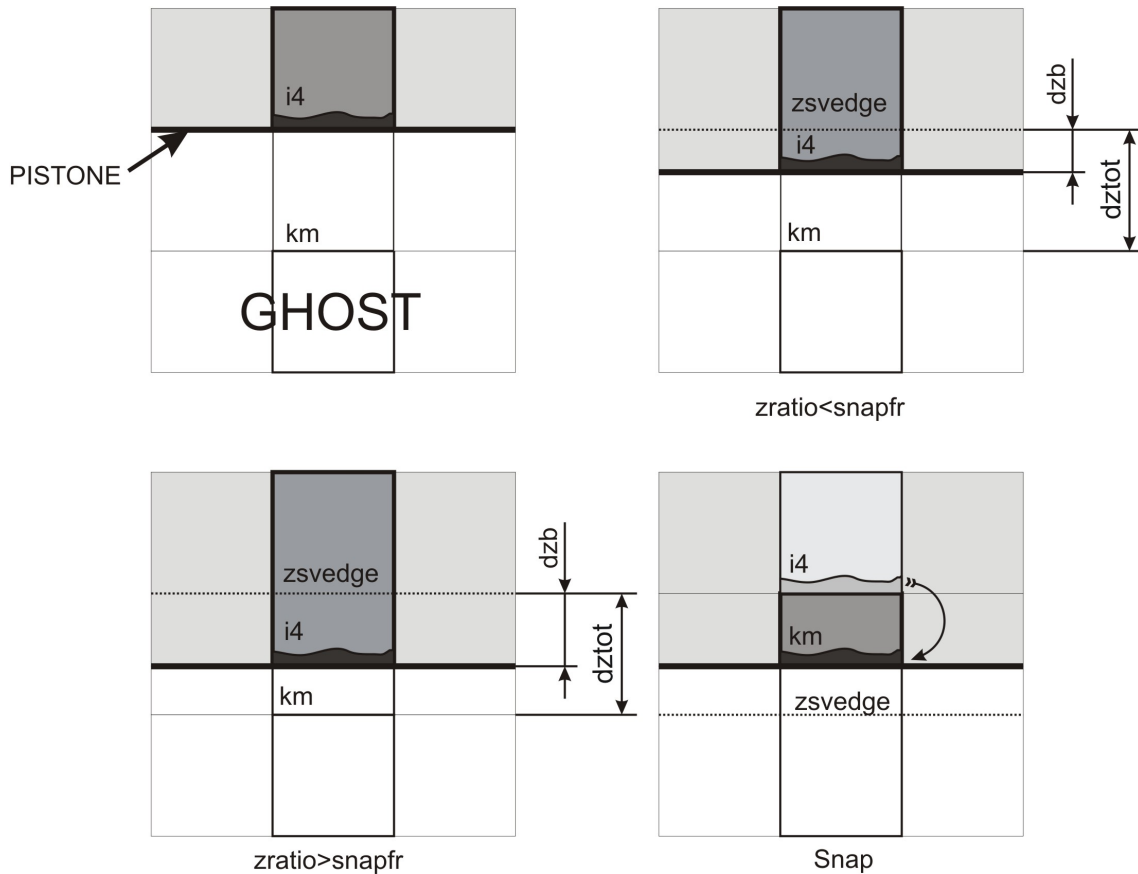 i4
PISTONE
km
GHOST
zsvedge
i4
km
dzb
dztot
zratio<snapfr
zsvedge
i4
km
dzb
dztot
zratio>snapfr
i4
km
zsvedge
Snap